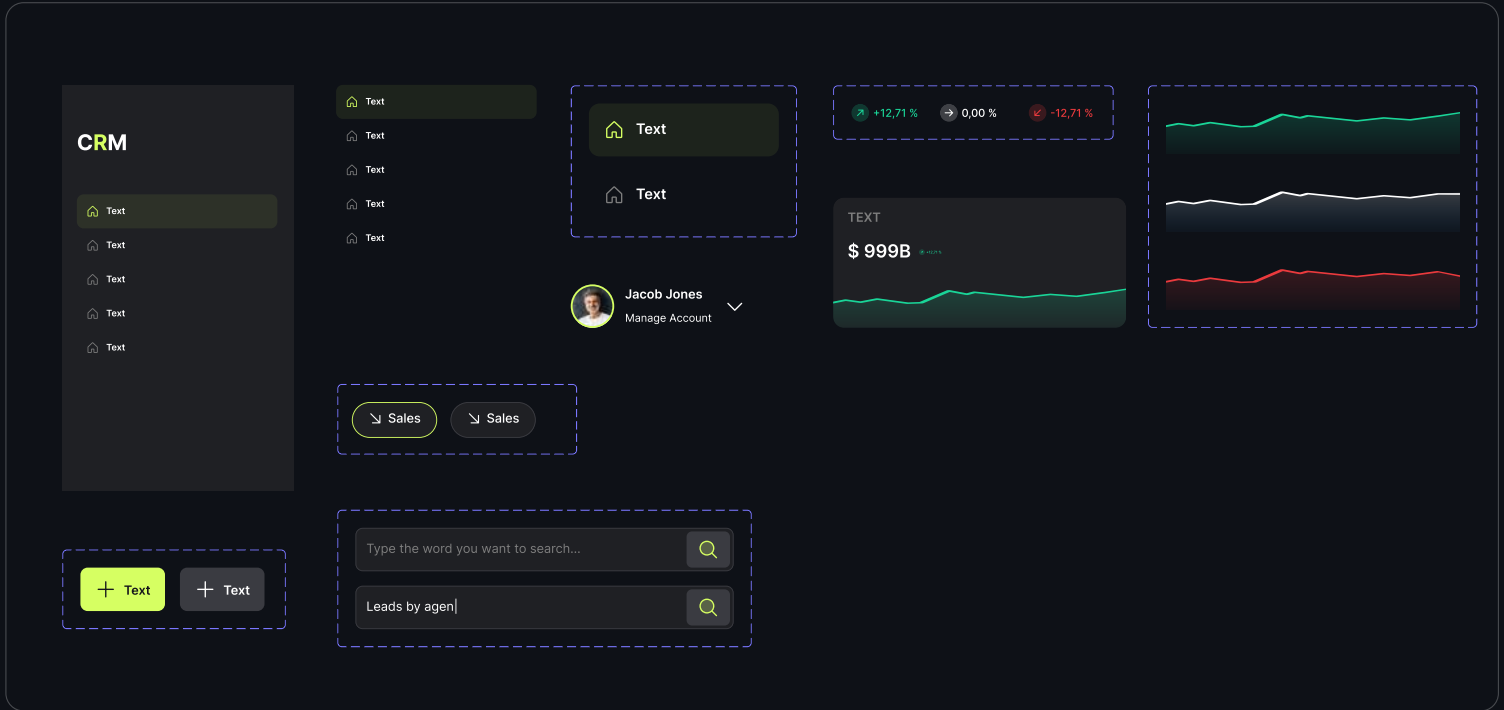 CRM
Text
Text
Text
Text
Text
Text
Text
Text
Text
Text
Text
Text
Jacob Jones
Manage Account
+12,71 %
0,00 %
-12,71 %
TEXT
$ 999B
Sales
Sales
Text
Text
Type the word you want to search...
Leads by agen